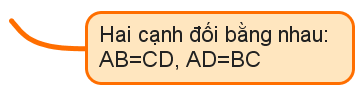 Hai cạnh đối bằng nhau:
AB=CD, AD=BC